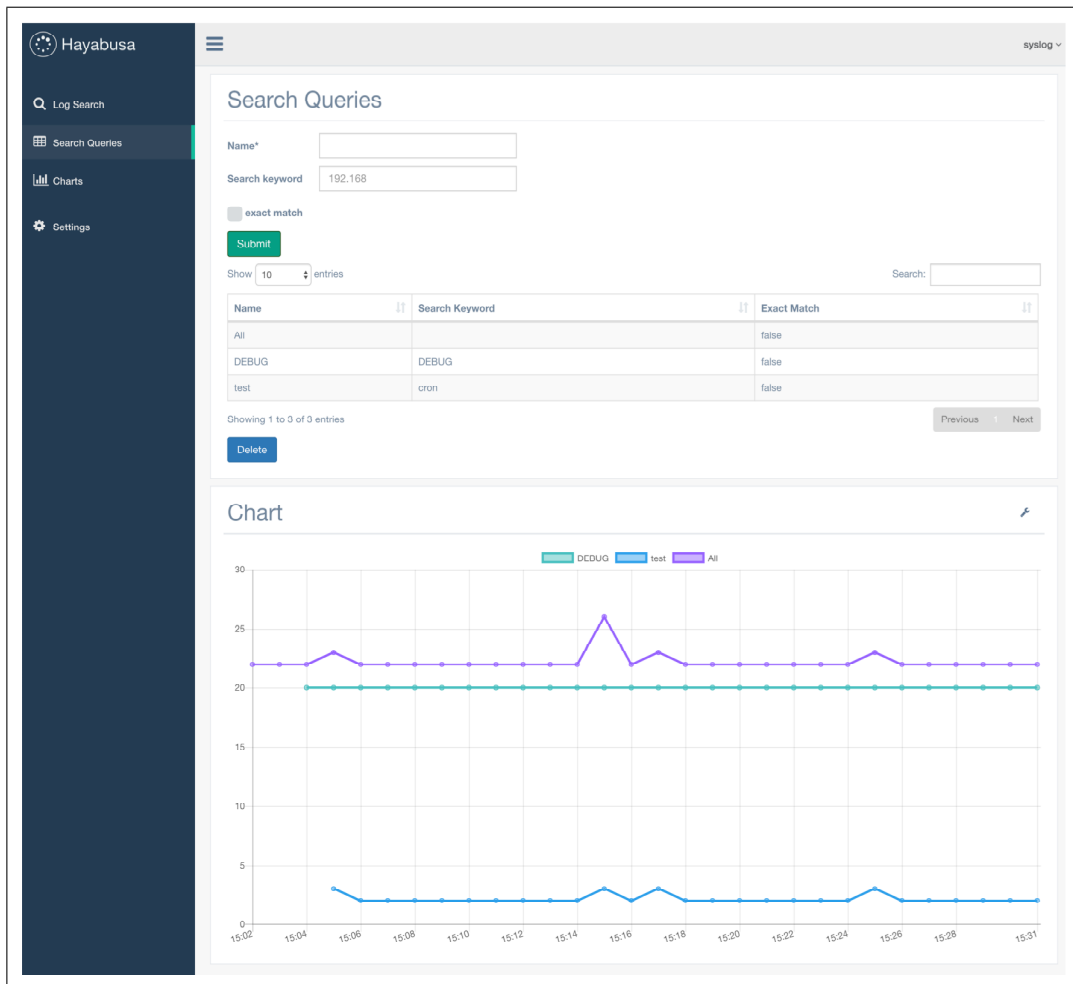 Hayabusa
syslog
Log Search
Search Queries
Charts
Settings
Search Queries
Name*
Search keyword 192.168
exact match
Submit
Show 10 entries Search:
Name Search Keyword Exact Match
All false
DEBUG DEBUG false
test cron false
Showing 1 to 3 of 3 entries Previous 1 Next
Delete
Chart
DEBUG test All
30
25
20
15
10
5
0
15:02 15:04 15:06 15:08 15:10 15:12 15:14 15:16 15:18 15:20 15:22 15:24 15:26 15:28 15:31